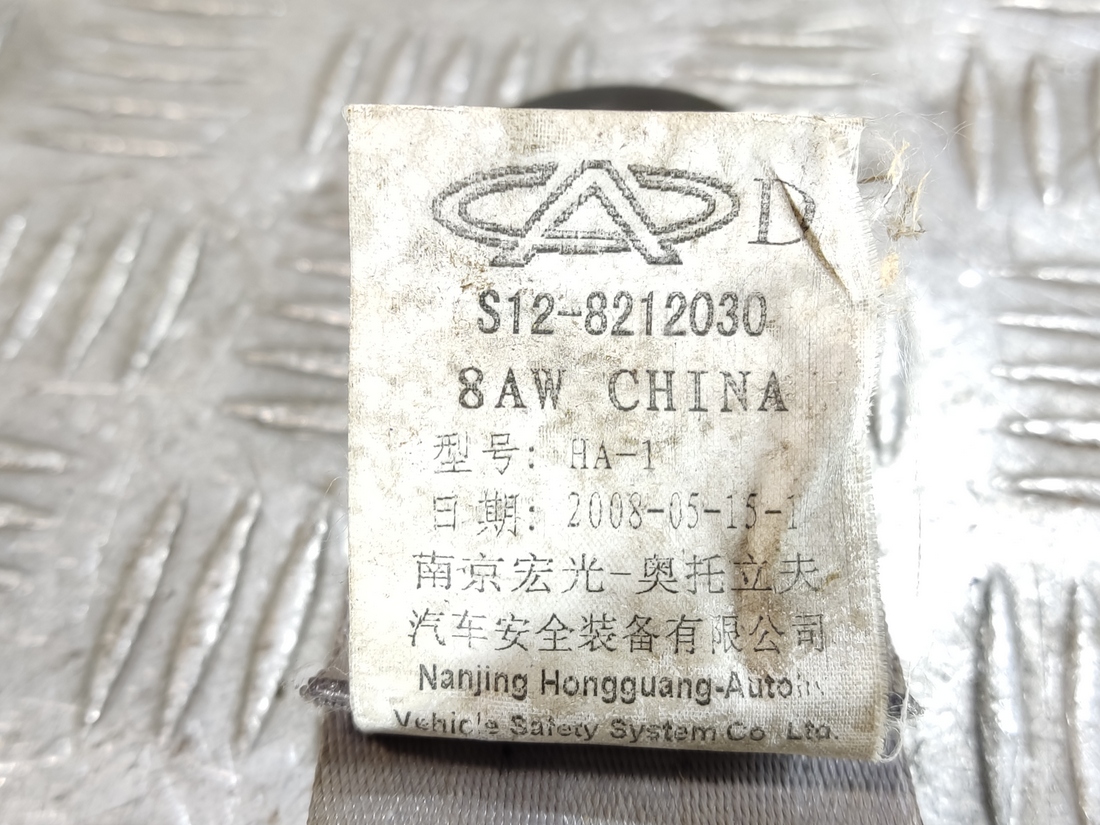 D
S12-8212030
8AW CHINA
型号: HA-1
日期: 2008-05-15-1
南京宏光-奥托立夫
汽车安全装备有限公司
Nanjing Hongguang-Autoliv
Vehicle Safety System Co Ltd.